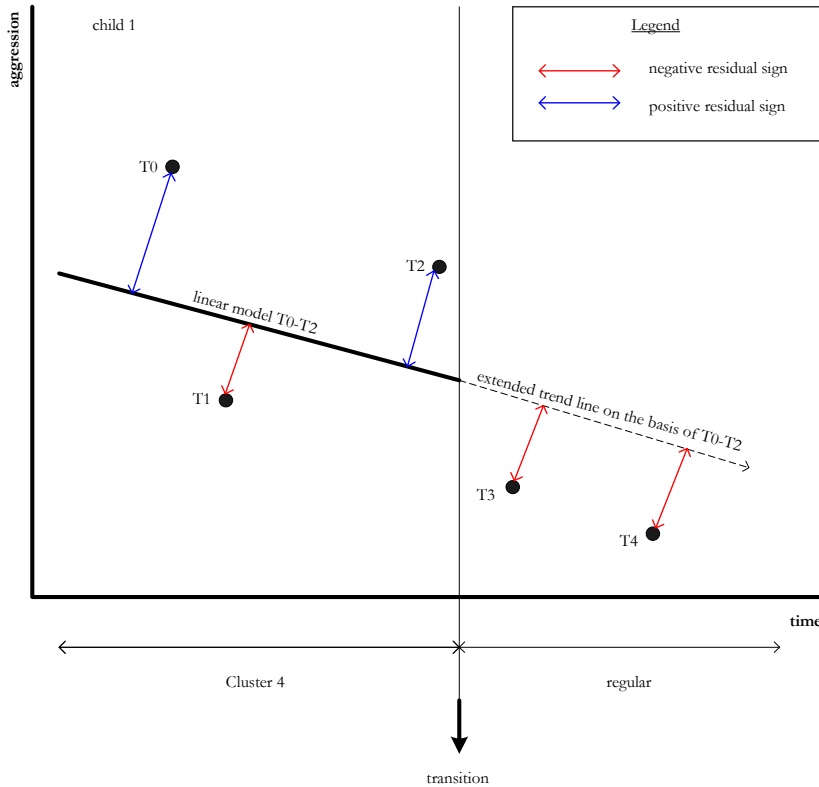 aggression
child 1
Legend
negative residual sign
positive residual sign
T0
T2
linear model T0-T2
T1
extended trend line on the basis of T0-T2
T3
T4
time
Cluster 4
regular
transition